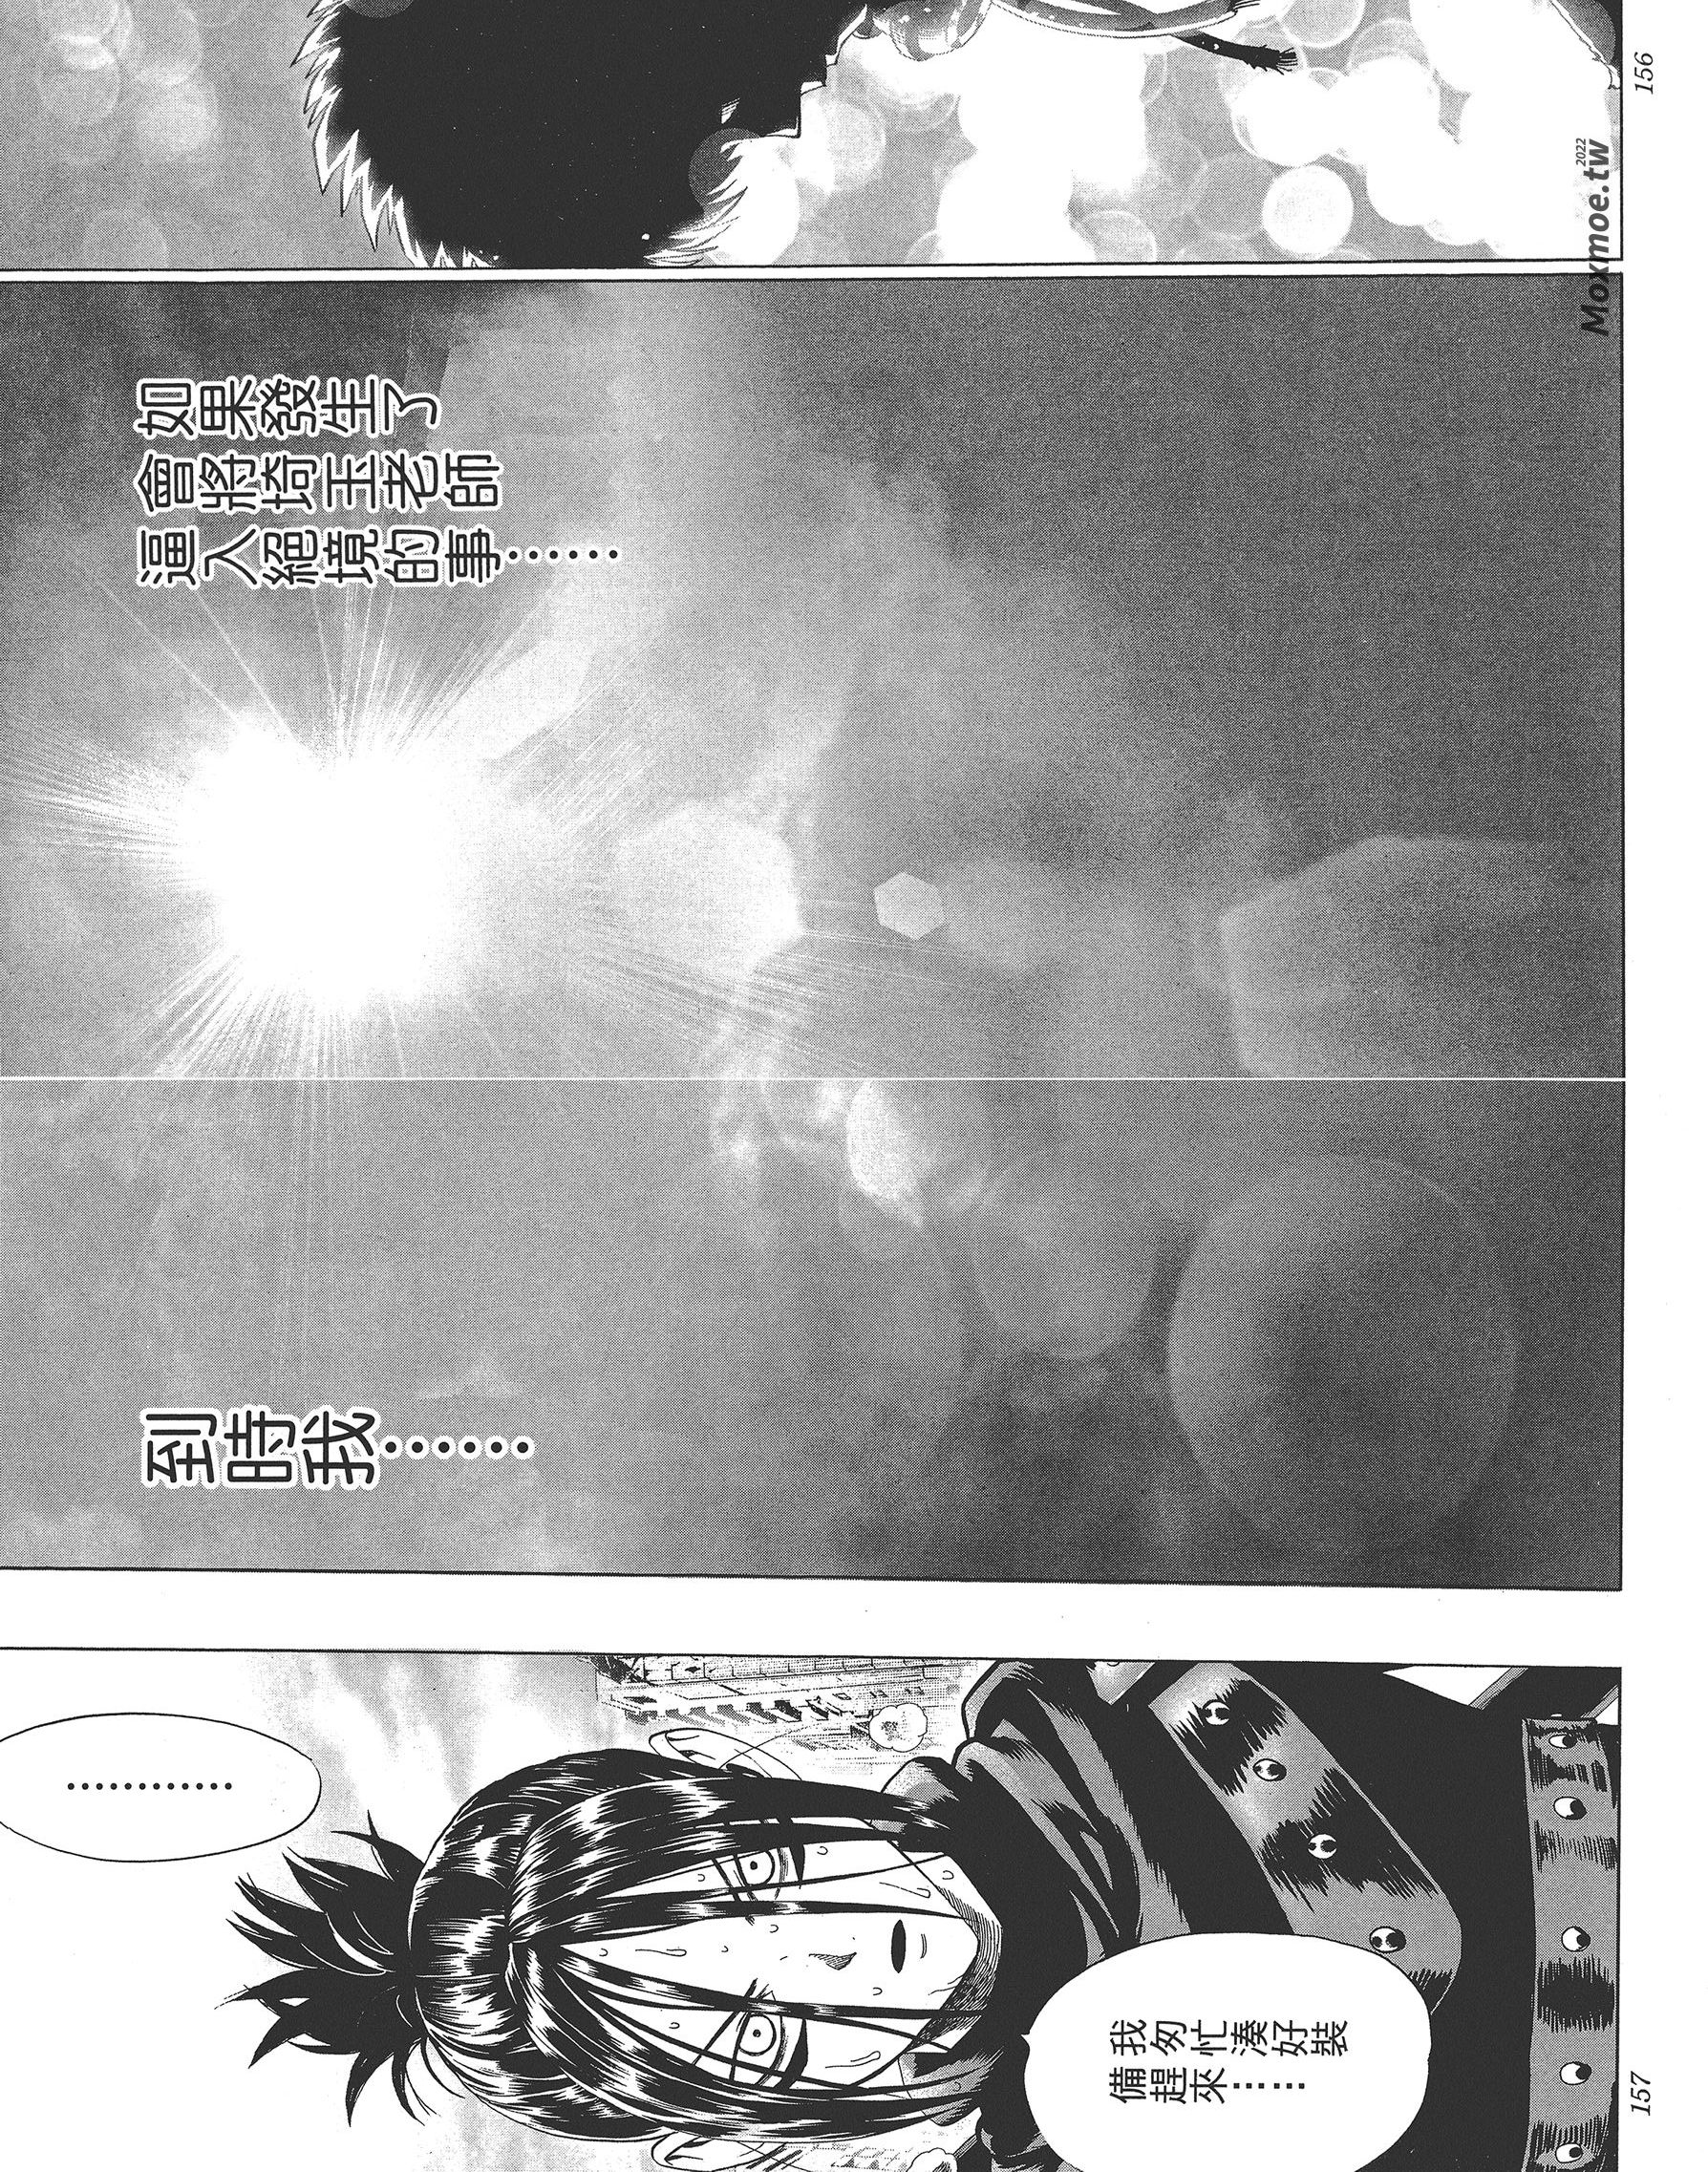 156
2022
Moxmoe.tw
如果發生了
會將埼玉老師
逼入絕境的事……
到時我……
…………
我匆忙湊好裝
備趕來……
157